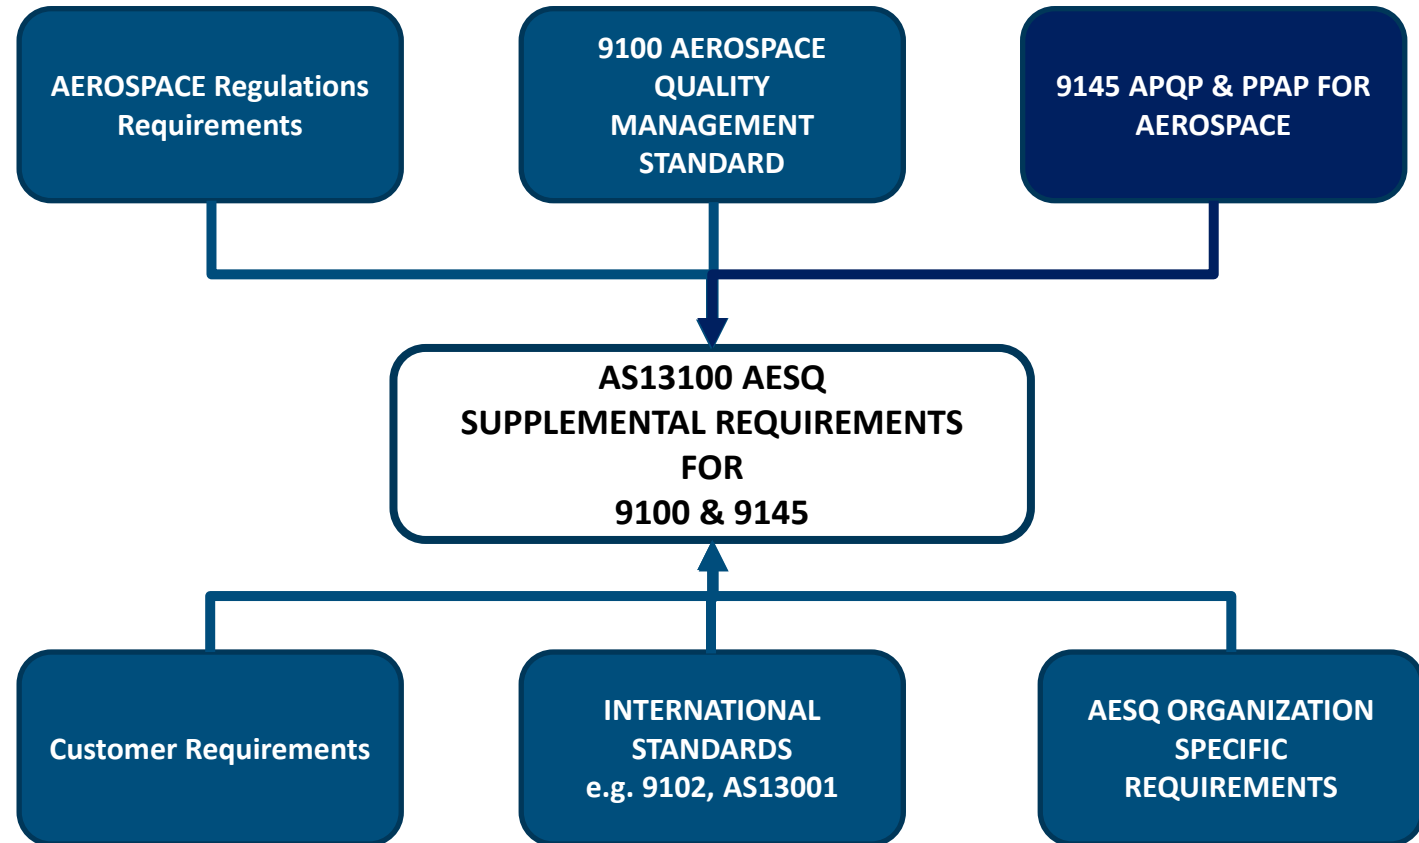 AEROSPACE Regulations
Requirements
9100 AEROSPACE
QUALITY
MANAGEMENT
STANDARD
9145 APQP & PPAP FOR
AEROSPACE
AS13100 AESQ
SUPPLEMENTAL REQUIREMENTS
FOR
9100 & 9145
Customer Requirements
INTERNATIONAL
STANDARDS
e.g. 9102, AS13001
AESQ ORGANIZATION
SPECIFIC
REQUIREMENTS